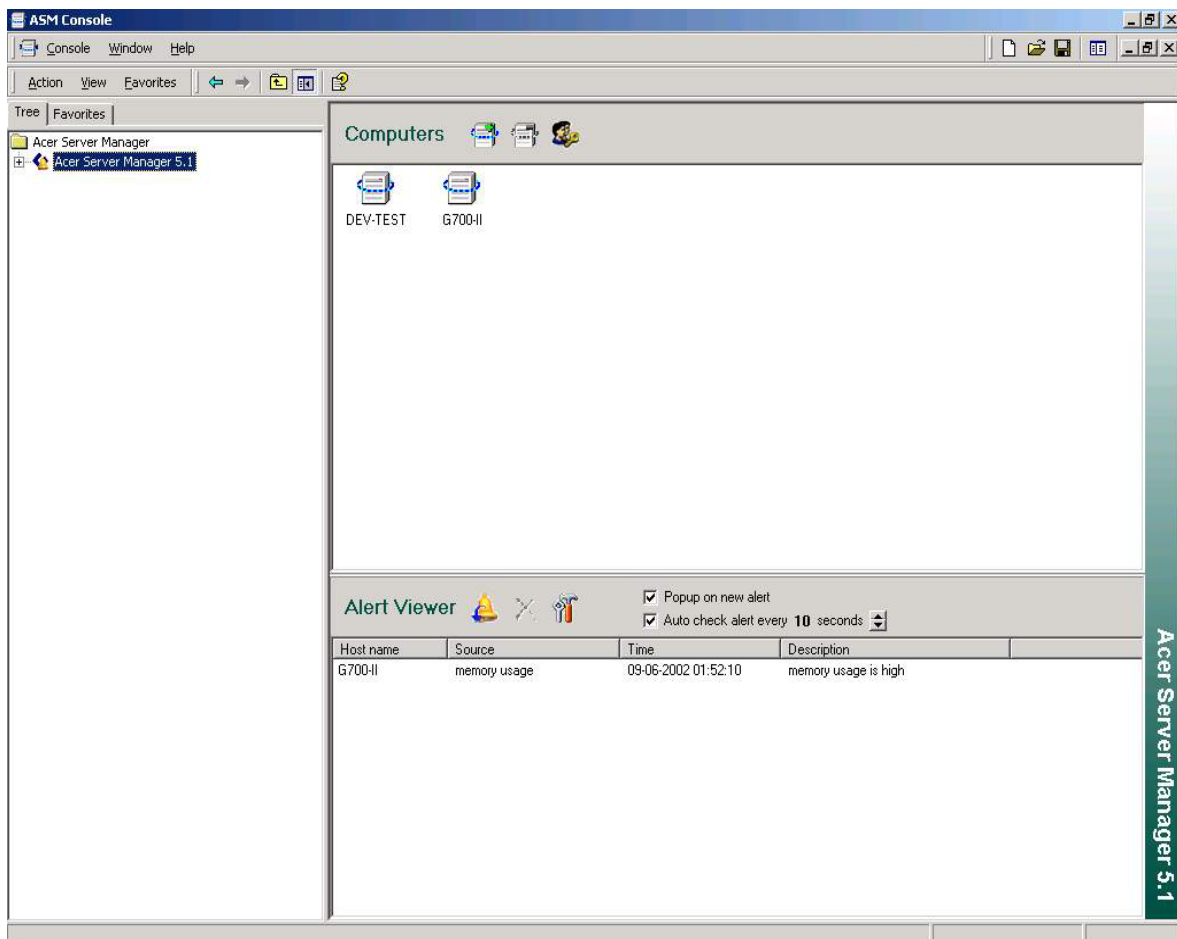 ASM Console
Console Window Help
Action View Favorites
Tree Favorites
Acer Server Manager
Acer Server Manager 5.1
Computers
DEV-TEST G700-II
Alert Viewer
Popup on new alert
Auto check alert every 10 seconds
Host name Source Time Description
G700-II memory usage 09-06-2002 01:52:10 memory usage is high
Acer Server Manager 5.1